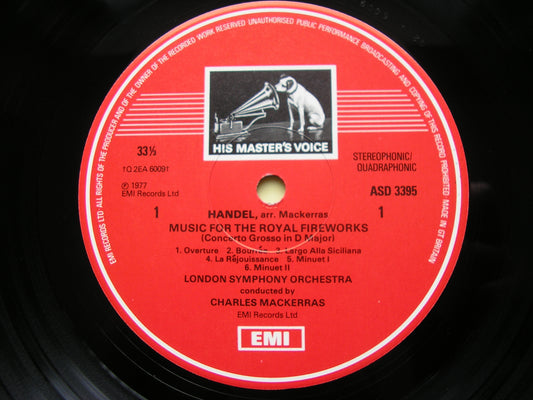 EMI RECORDS LTD ALL RIGHTS OF THE PRODUCER AND OF THE OWNER OF THE RECORDED WORK RESERVED UNAUTHORISED PUBLIC PERFORMANCE BROADCASTING AND COPYING OF THIS RECORD PROHIBITED MADE IN GT BRITAIN
HIS MASTER'S VOICE
33⅓
STEREOPHONIC/
QUADRAPHONIC
1Q 2EA 60091
ASD 3395
℗ 1977
EMI Records Ltd
1
1
HANDEL, arr. Mackerras
MUSIC FOR THE ROYAL FIREWORKS
(Concerto Grosso in D Major)
1. Overture 2. Bourrée 3. Largo Alla Siciliana
4. La Rejouissance 5. Minuet I
6. Minuet II
LONDON SYMPHONY ORCHESTRA
conducted by
CHARLES MACKERRAS
EMI Records Ltd
EMI